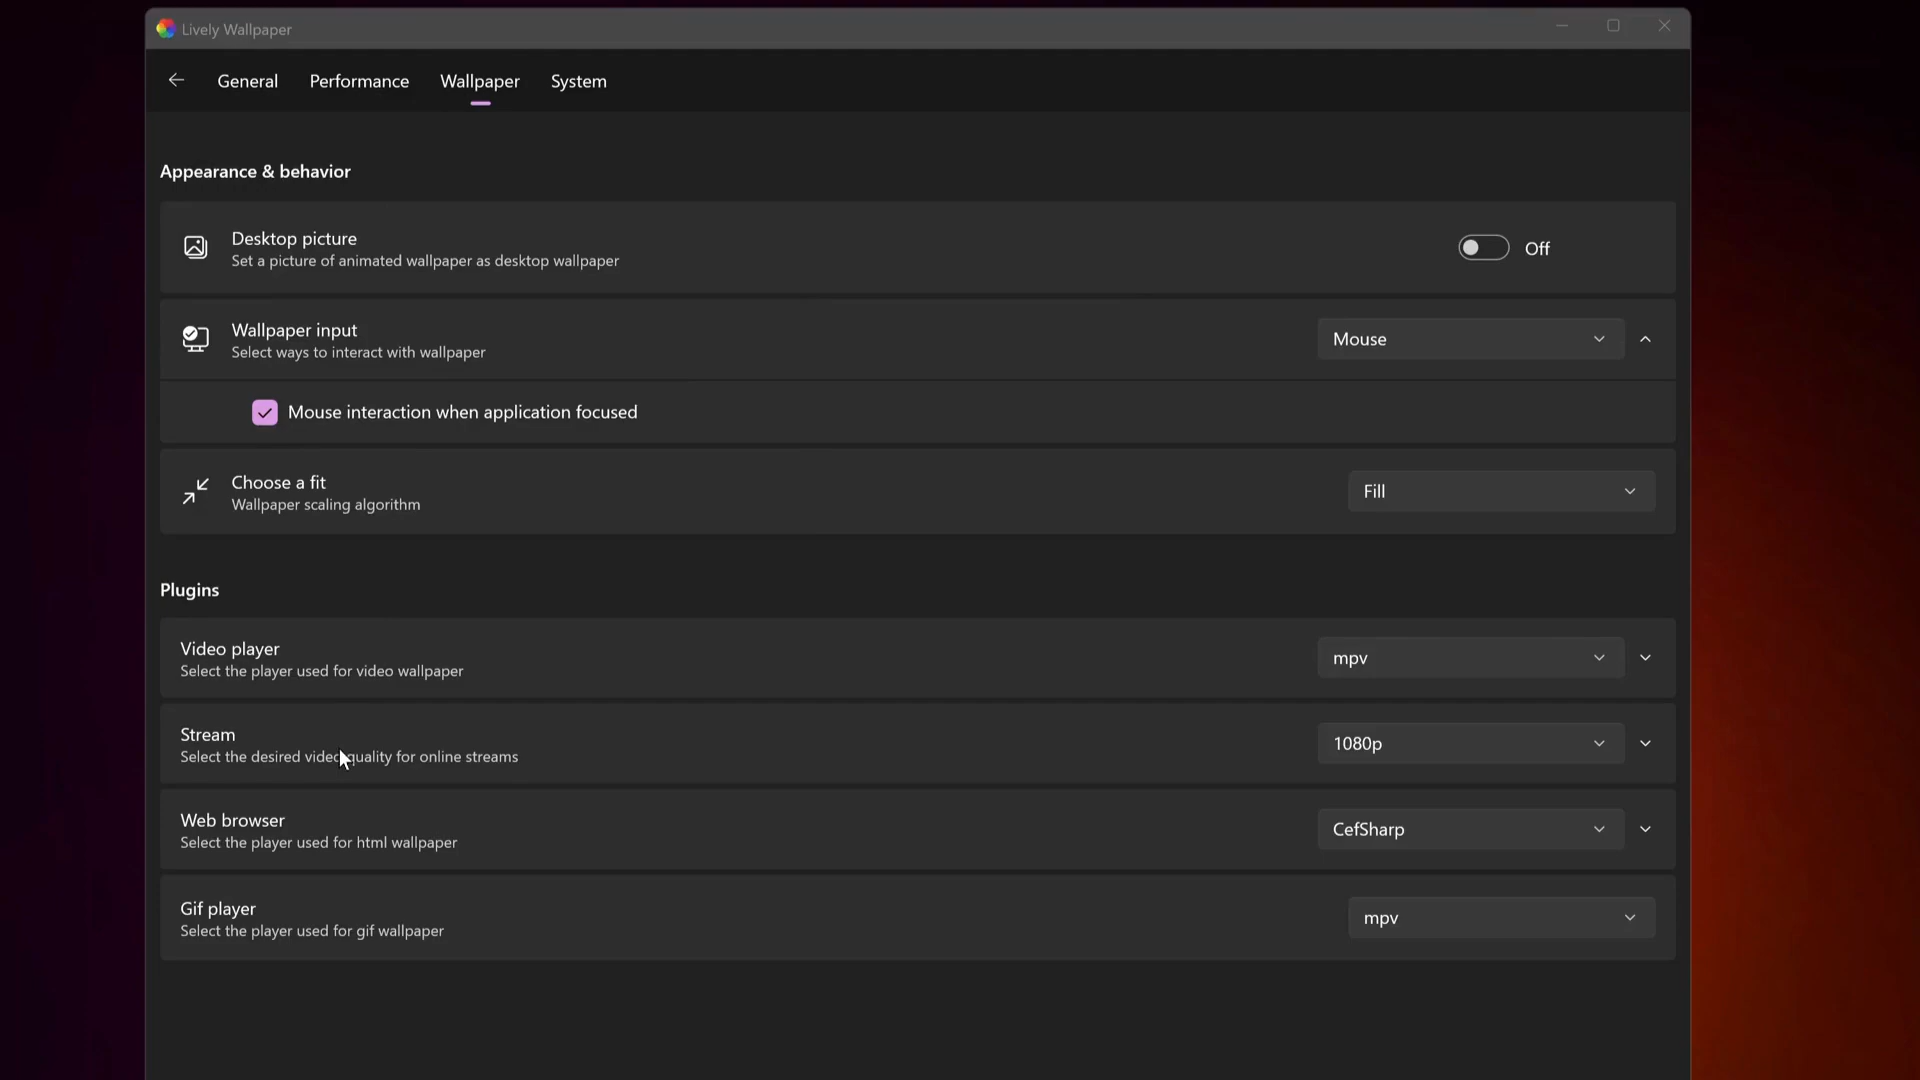 Lively Wallpaper
General Performance Wallpaper System
Appearance & behavior
Desktop picture
Set a picture of animated wallpaper as desktop wallpaper
Off
Wallpaper input
Select ways to interact with wallpaper
Mouse
Mouse interaction when application focused
Choose a fit
Wallpaper scaling algorithm
Fill
Plugins
Video player
Select the player used for video wallpaper
mpv
Stream
Select the desired video quality for online streams
1080p
Web browser
Select the player used for html wallpaper
CefSharp
Gif player
Select the player used for gif wallpaper
mpv